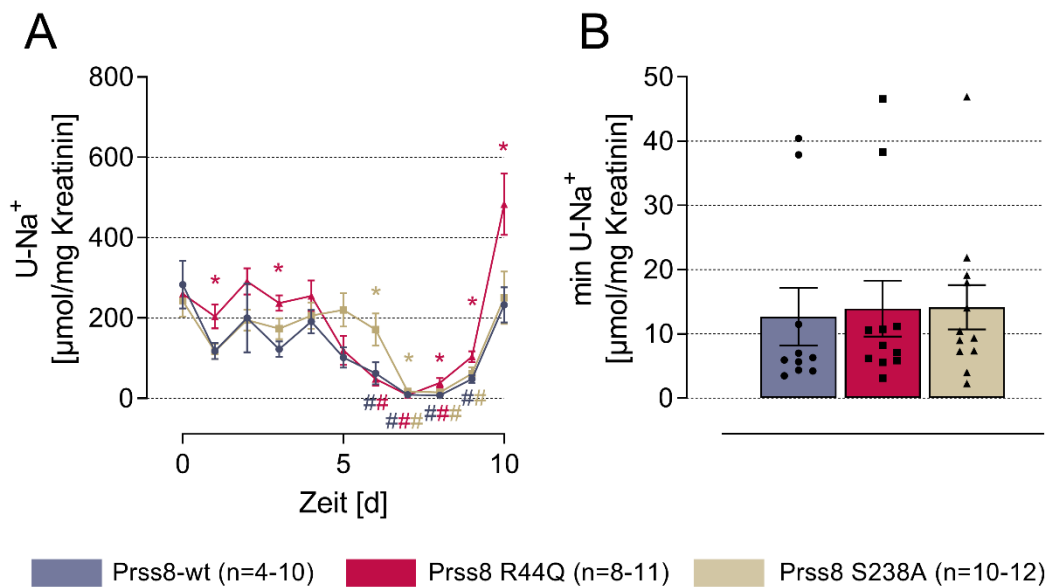 A
U-Na⁺
[µmol/mg Kreatinin]
800
600
400
200
0
*
*
*
*
*
*
*
##
###
###
##
0
5
10
Zeit [d]
B
min U-Na⁺
[µmol/mg Kreatinin]
50
40
30
20
10
0
Prss8-wt (n=4-10)
Prss8 R44Q (n=8-11)
Prss8 S238A (n=10-12)